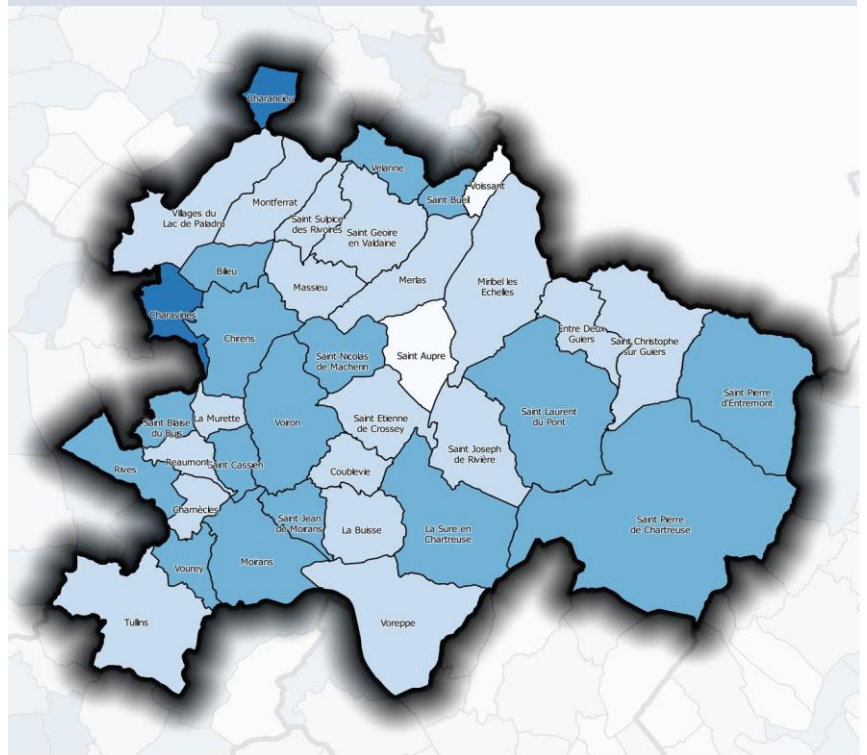 Charancieu
Velanne
Voissant
Saint Bueil
Montferrat
Villages du
Lac de Paladru
Saint Sulpice
des Rivoires
Saint Geoire
en Valdaine
Bilieu
Massieu
Merlas
Miribel les
Echelles
Charavines
Chirens
Saint Nicolas
de Macherin
Saint Aupre
Entre Deux
Guiers
Saint Christophe
sur Guiers
Saint Pierre
d'Entremont
Saint Blaise
du Buis
La Murette
Voiron
Saint Etienne
de Crossey
Saint Laurent
du Pont
Saint Joseph
de Rivière
Rives
Reaumont
Saint Cassien
Coublevie
Charnècles
Saint Jean
de Moirans
La Buisse
La Sure en
Chartreuse
Saint Pierre
de Chartreuse
Vourey
Moirans
Tullins
Voreppe